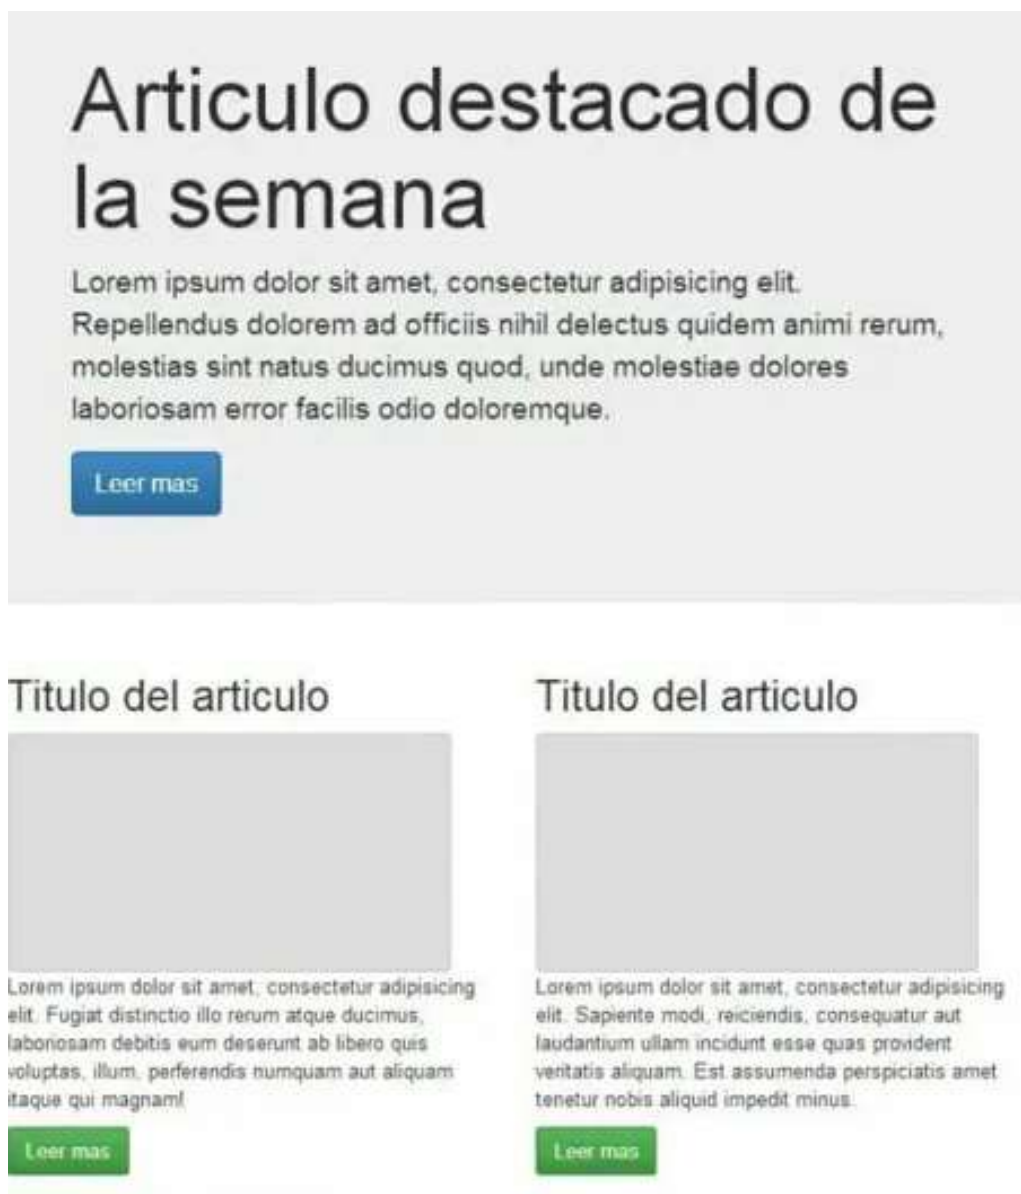 Articulo destacado de
la semana
Lorem ipsum dolor sit amet, consectetur adipisicing elit.
Repellendus dolorem ad officiis nihil delectus quidem animi rerum,
molestias sint natus ducimus quod, unde molestiae dolores
laboriosam error facilis odio doloremque.
Leer mas
Titulo del articulo
Lorem ipsum dolor sit amet, consectetur adipisicing
elit. Fugiat distinctio illo rerum atque ducimus,
laboriosam debitis eum deserunt ab libero quis
voluptas, illum, perferendis numquam aut aliquam
itaque qui magnam!
Leer mas
Titulo del articulo
Lorem ipsum dolor sit amet, consectetur adipisicing
elit. Sapiente modi, reiciendis, consequatur aut
laudantium ullam incidunt esse quas provident
veritatis aliquam. Est assumenda perspiciatis amet
tenetur nobis aliquid impedit minus.
Leer mas